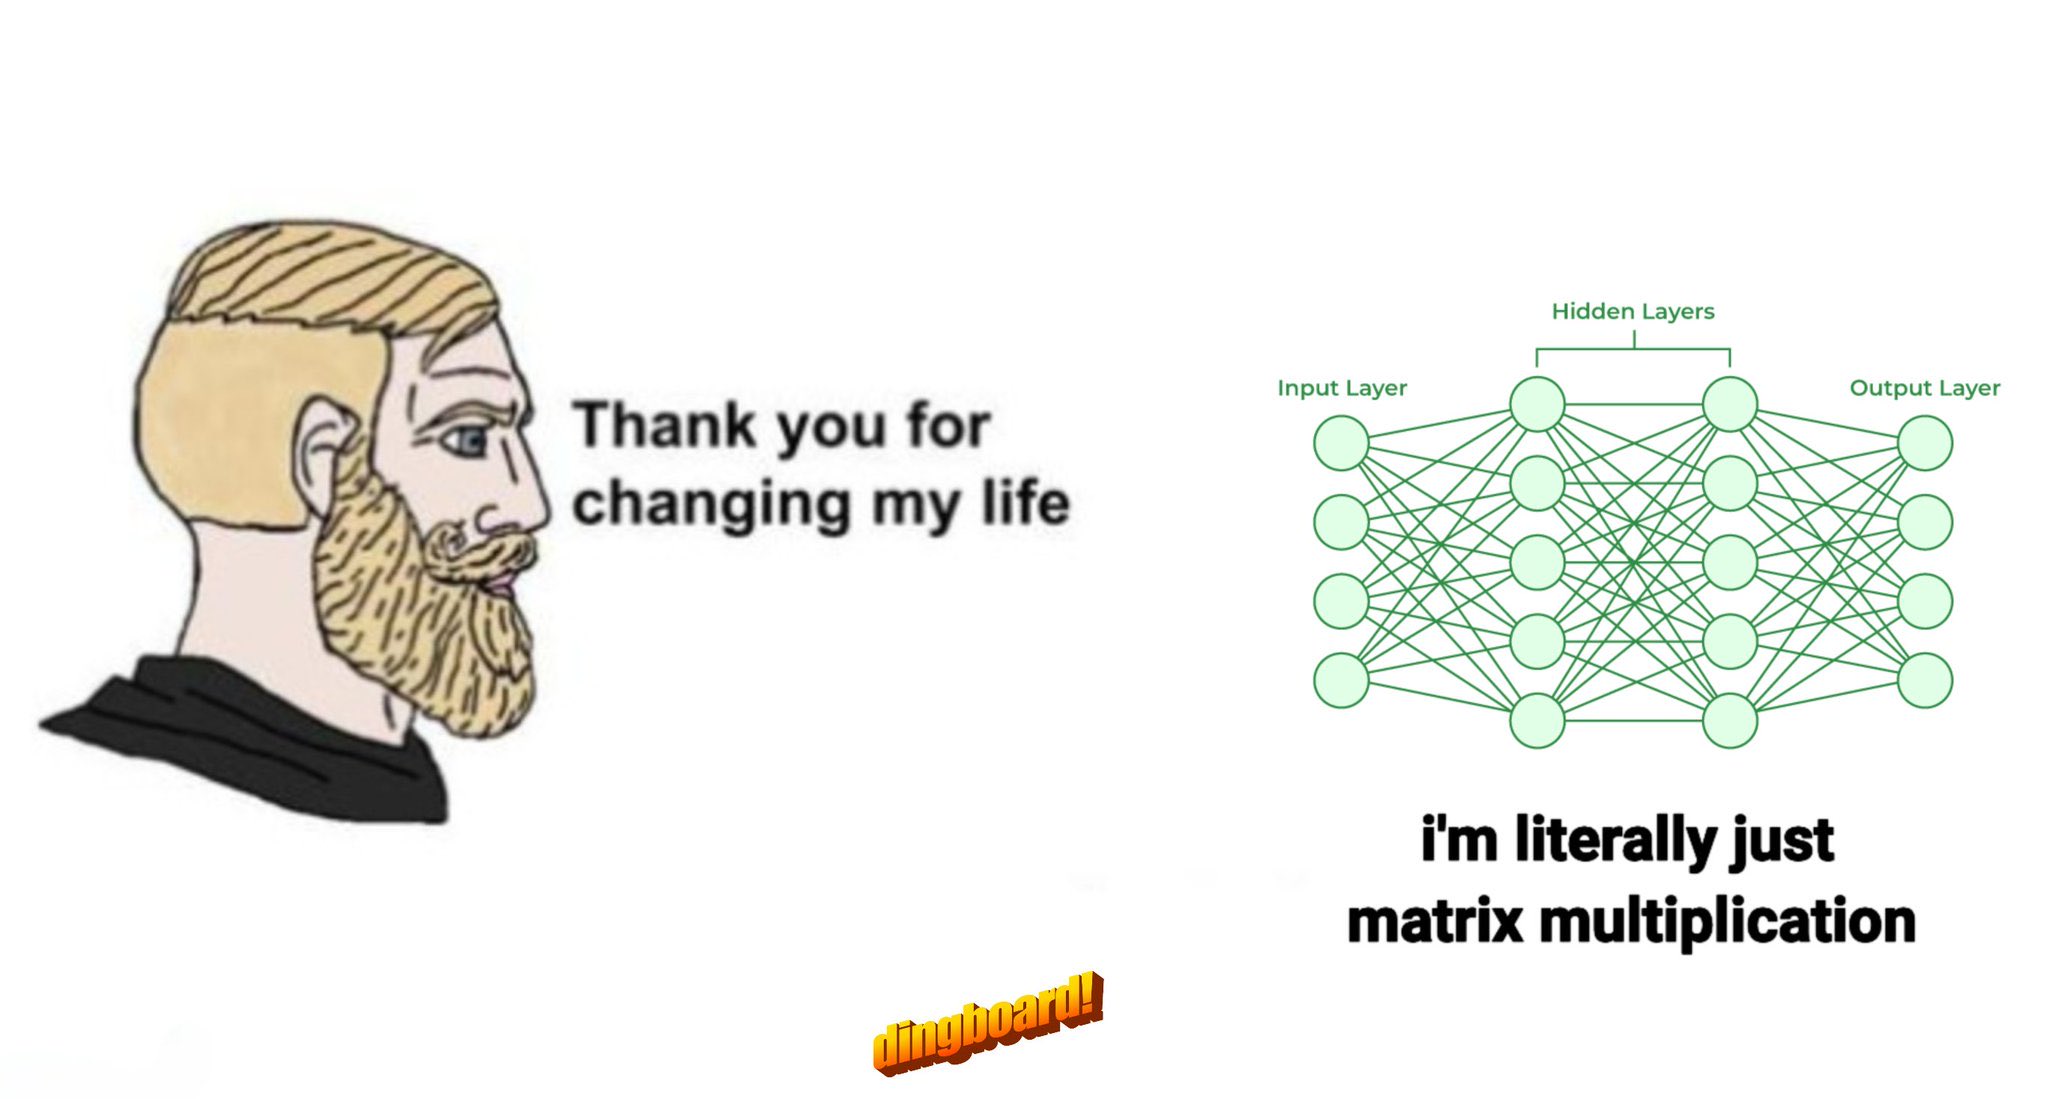 Thank you for
changing my life
Hidden Layers
Input Layer
Output Layer
i'm literally just
matrix multiplication
dingboard!